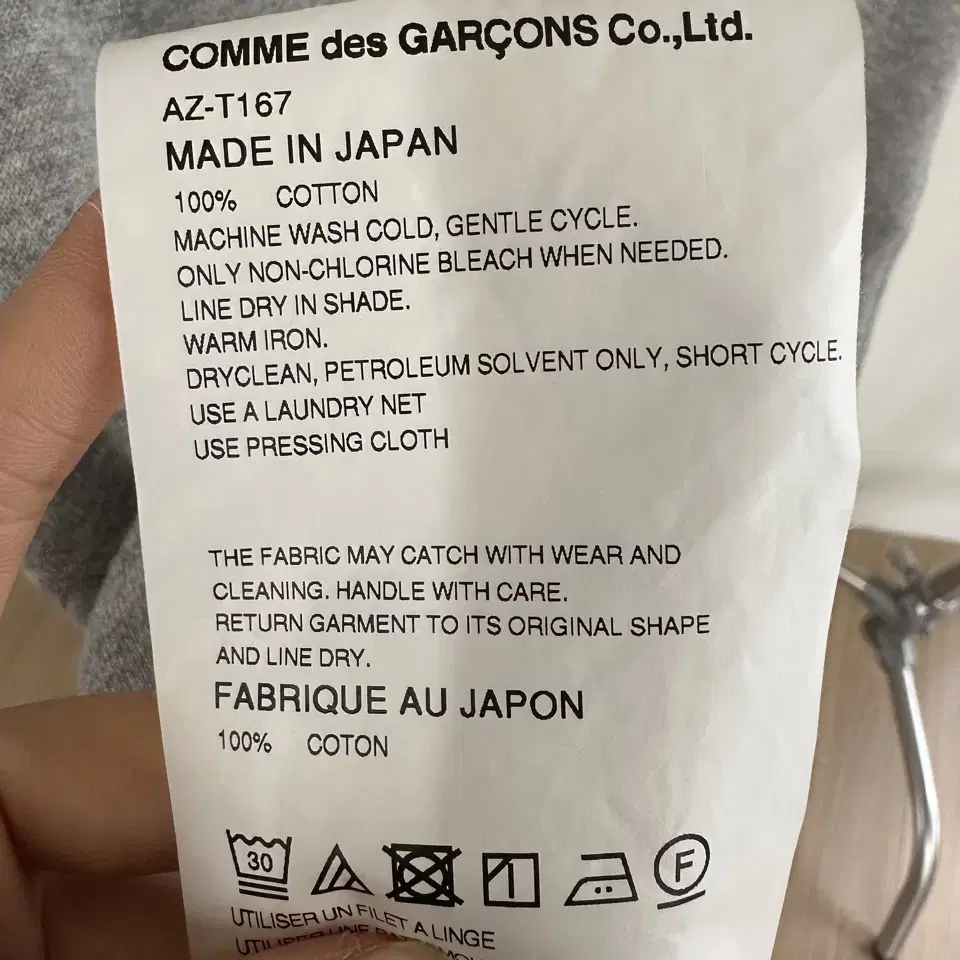 COMME des GARÇONS Co.,Ltd.
AZ-T167
MADE IN JAPAN
100% COTTON
MACHINE WASH COLD, GENTLE CYCLE.
ONLY NON-CHLORINE BLEACH WHEN NEEDED.
LINE DRY IN SHADE.
WARM IRON.
DRYCLEAN, PETROLEUM SOLVENT ONLY, SHORT CYCLE.
USE A LAUNDRY NET
USE PRESSING CLOTH
THE FABRIC MAY CATCH WITH WEAR AND
CLEANING. HANDLE WITH CARE.
RETURN GARMENT TO ITS ORIGINAL SHAPE
AND LINE DRY.
FABRIQUE AU JAPON
100% COTON
30 F
UTILISER UN FILET A LINGE